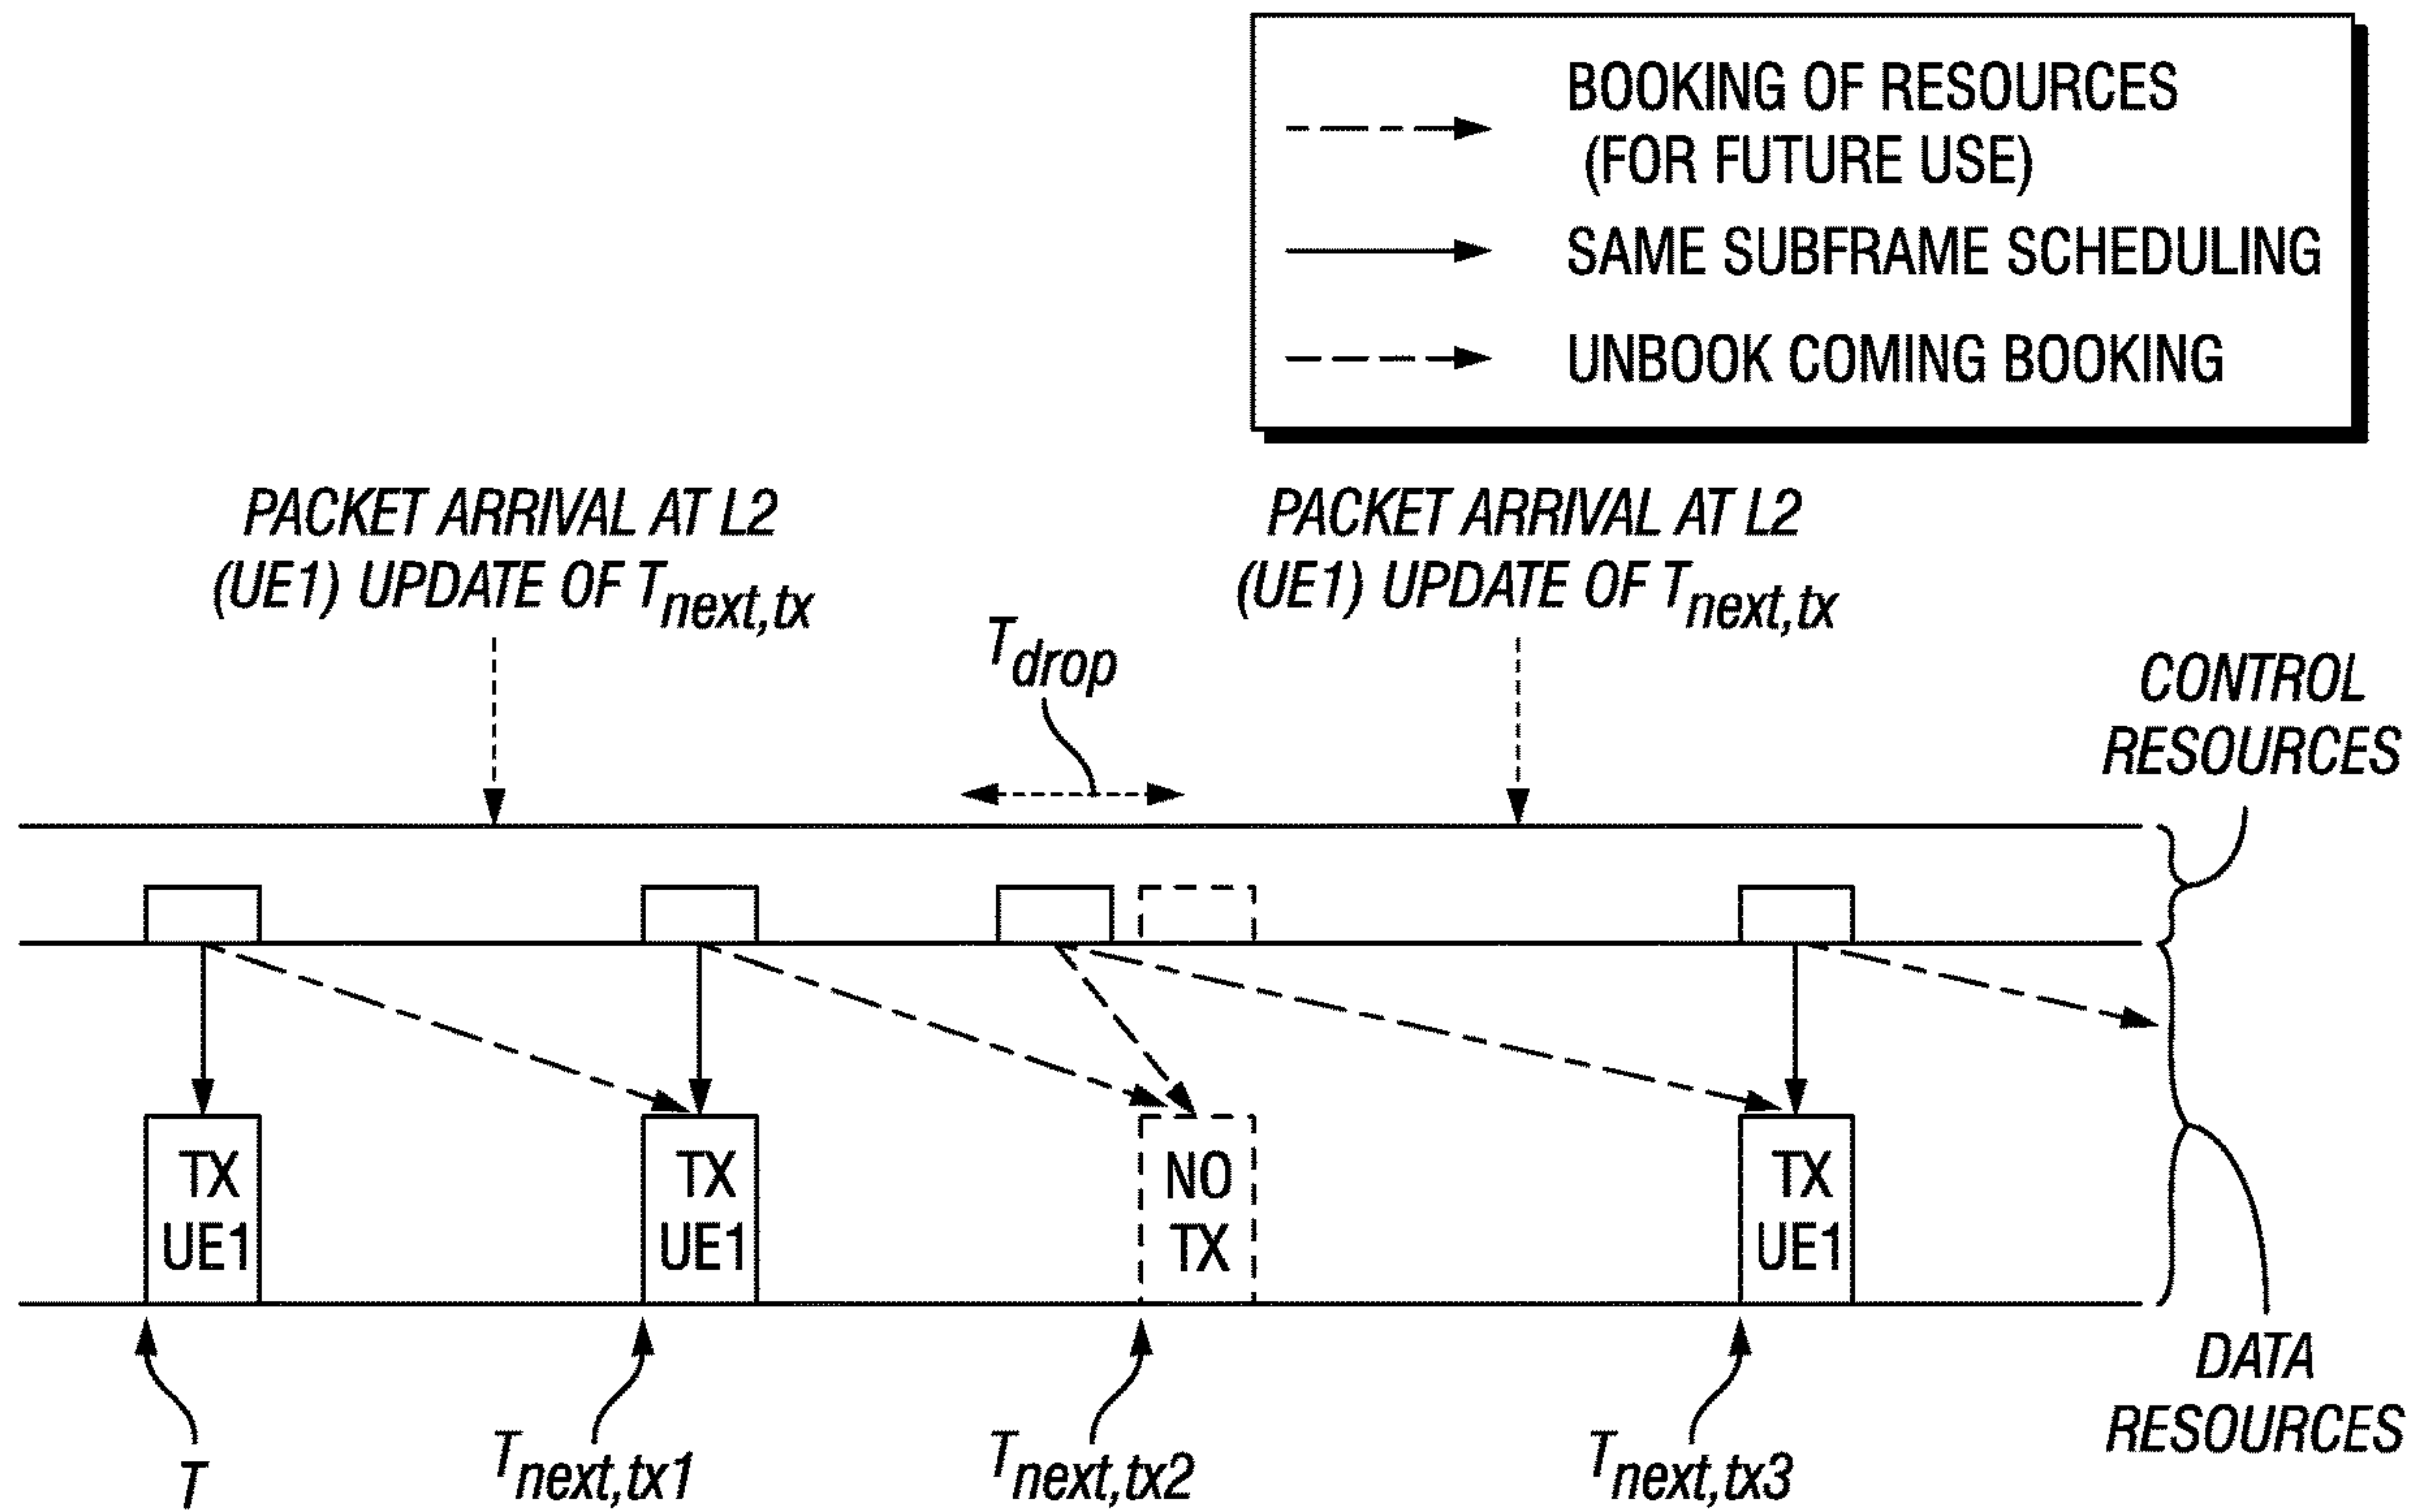 BOOKING OF RESOURCES
(FOR FUTURE USE)
SAME SUBFRAME SCHEDULING
UNBOOK COMING BOOKING
PACKET ARRIVAL AT L2
(UE1) UPDATE OF Tnext,tx
Tdrop
PACKET ARRIVAL AT L2
(UE1) UPDATE OF Tnext,tx
CONTROL
RESOURCES
TX
UE1
TX
UE1
NO
TX
TX
UE1
DATA
RESOURCES
T
Tnext,tx1
Tnext,tx2
Tnext,tx3